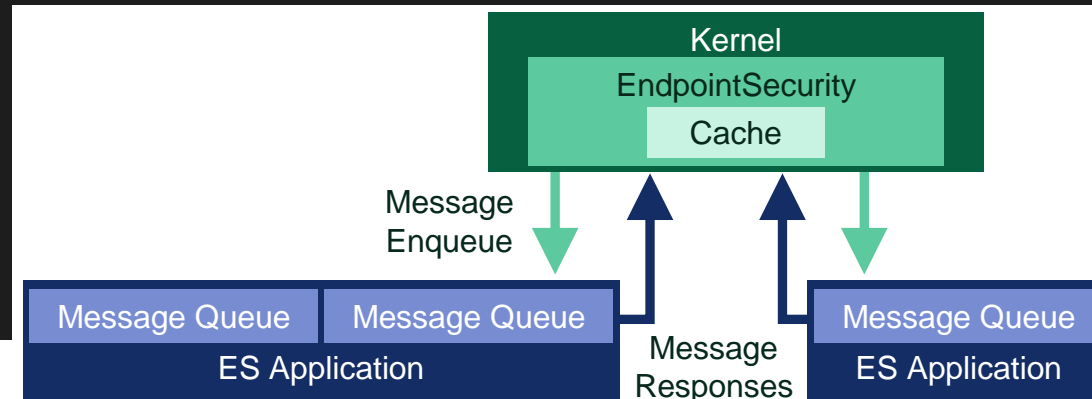 Kernel
EndpointSecurity
Cache
Message
Enqueue
Message Queue
Message Queue
ES Application
Message
Responses
Message Queue
ES Application